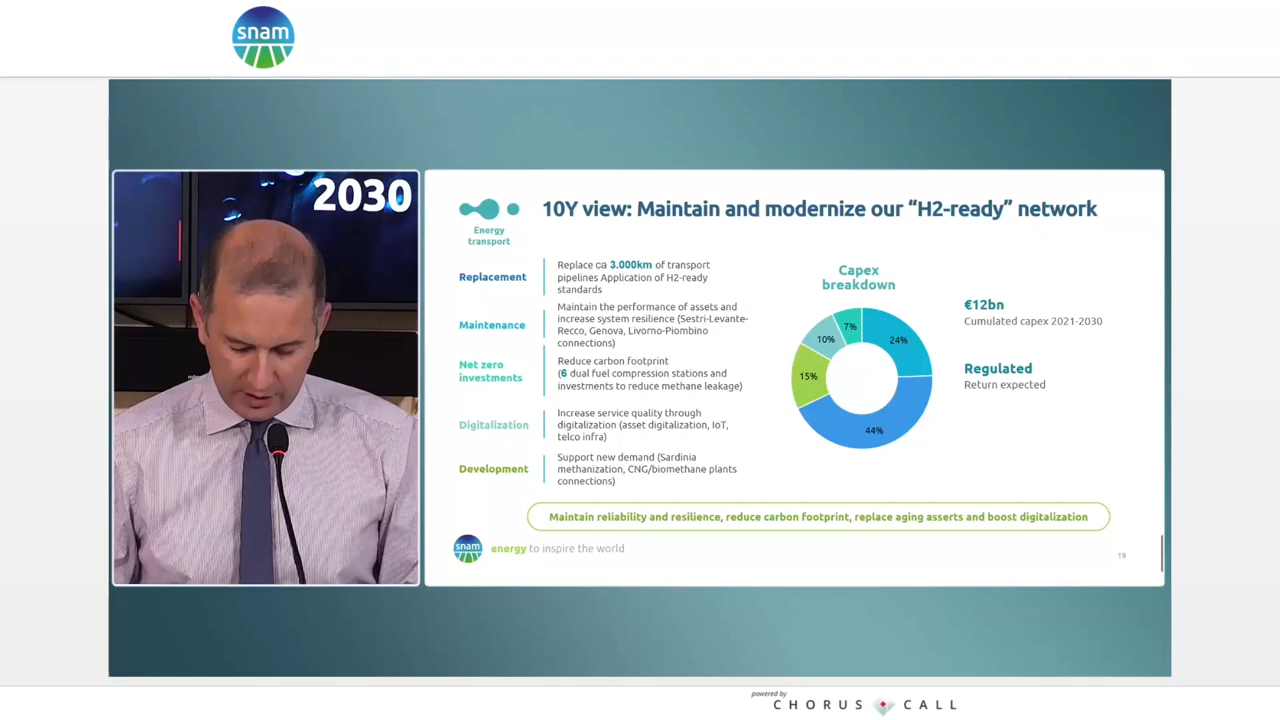 snam
2030
Energy
transport
10Y view: Maintain and modernize our “H2-ready” network
Replacement
Replace ca 3.000km of transport
pipelines Application of H2-ready
standards
Maintenance
Maintain the performance of assets and
increase system resilience (Sestri-Levante-
Recco, Genova, Livorno-Piombino
connections)
Net zero
investments
Reduce carbon footprint
(6 dual fuel compression stations and
investments to reduce methane leakage)
Digitalization
Increase service quality through
digitalization (asset digitalization, IoT,
telco infra)
Development
Support new demand (Sardinia
methanization, CNG/biomethane plants
connections)
Capex
breakdown
7%
10%
24%
15%
44%
€12bn
Cumulated capex 2021-2030
Regulated
Return expected
Maintain reliability and resilience, reduce carbon footprint, replace aging asserts and boost digitalization
snam
energy to inspire the world
19
powered by
CHORUS CALL